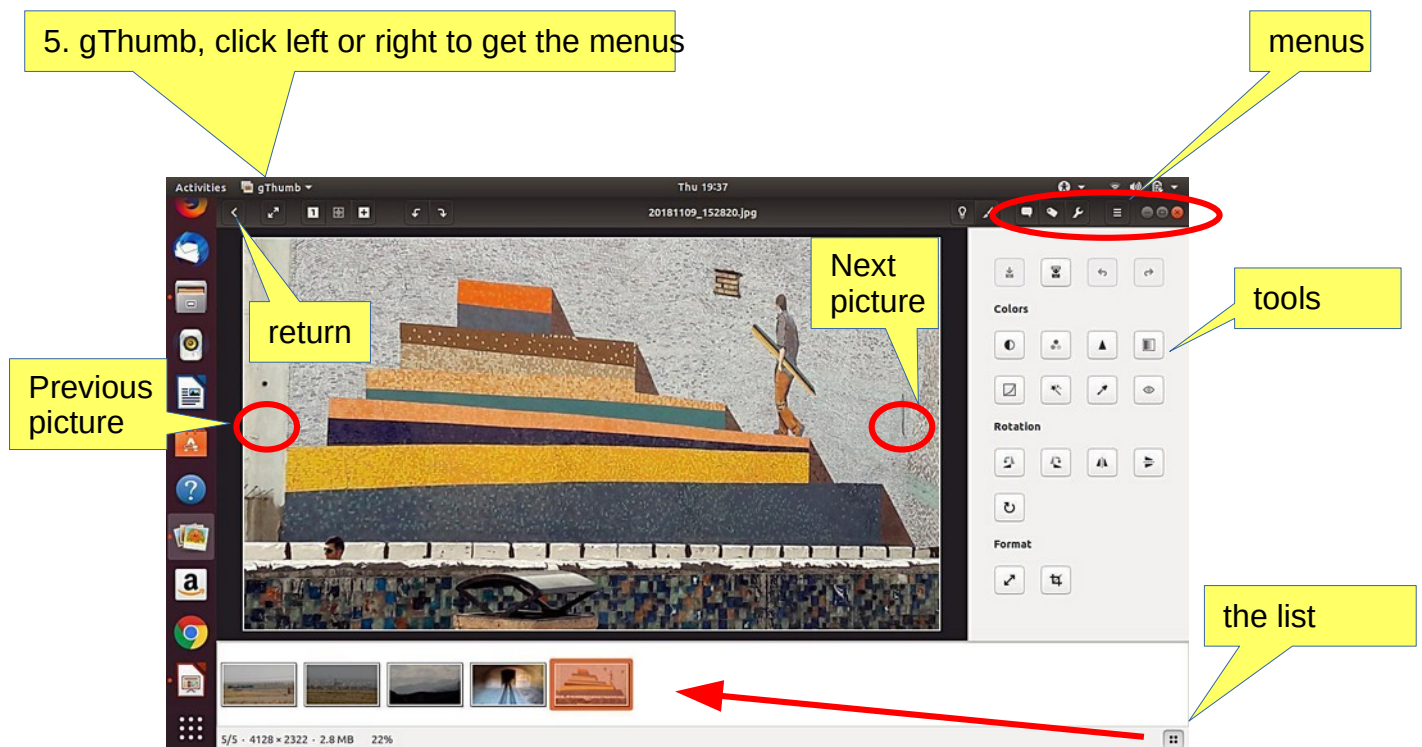 5. gThumb, click left or right to get the menus
menus
Activities gThumb Thu 19:37
20181109_152820.jpg
Next
picture
return
Previous
picture
tools
Colors
Rotation
Format
the list
a
5/5 · 4128 × 2322 · 2.8 MB 22%